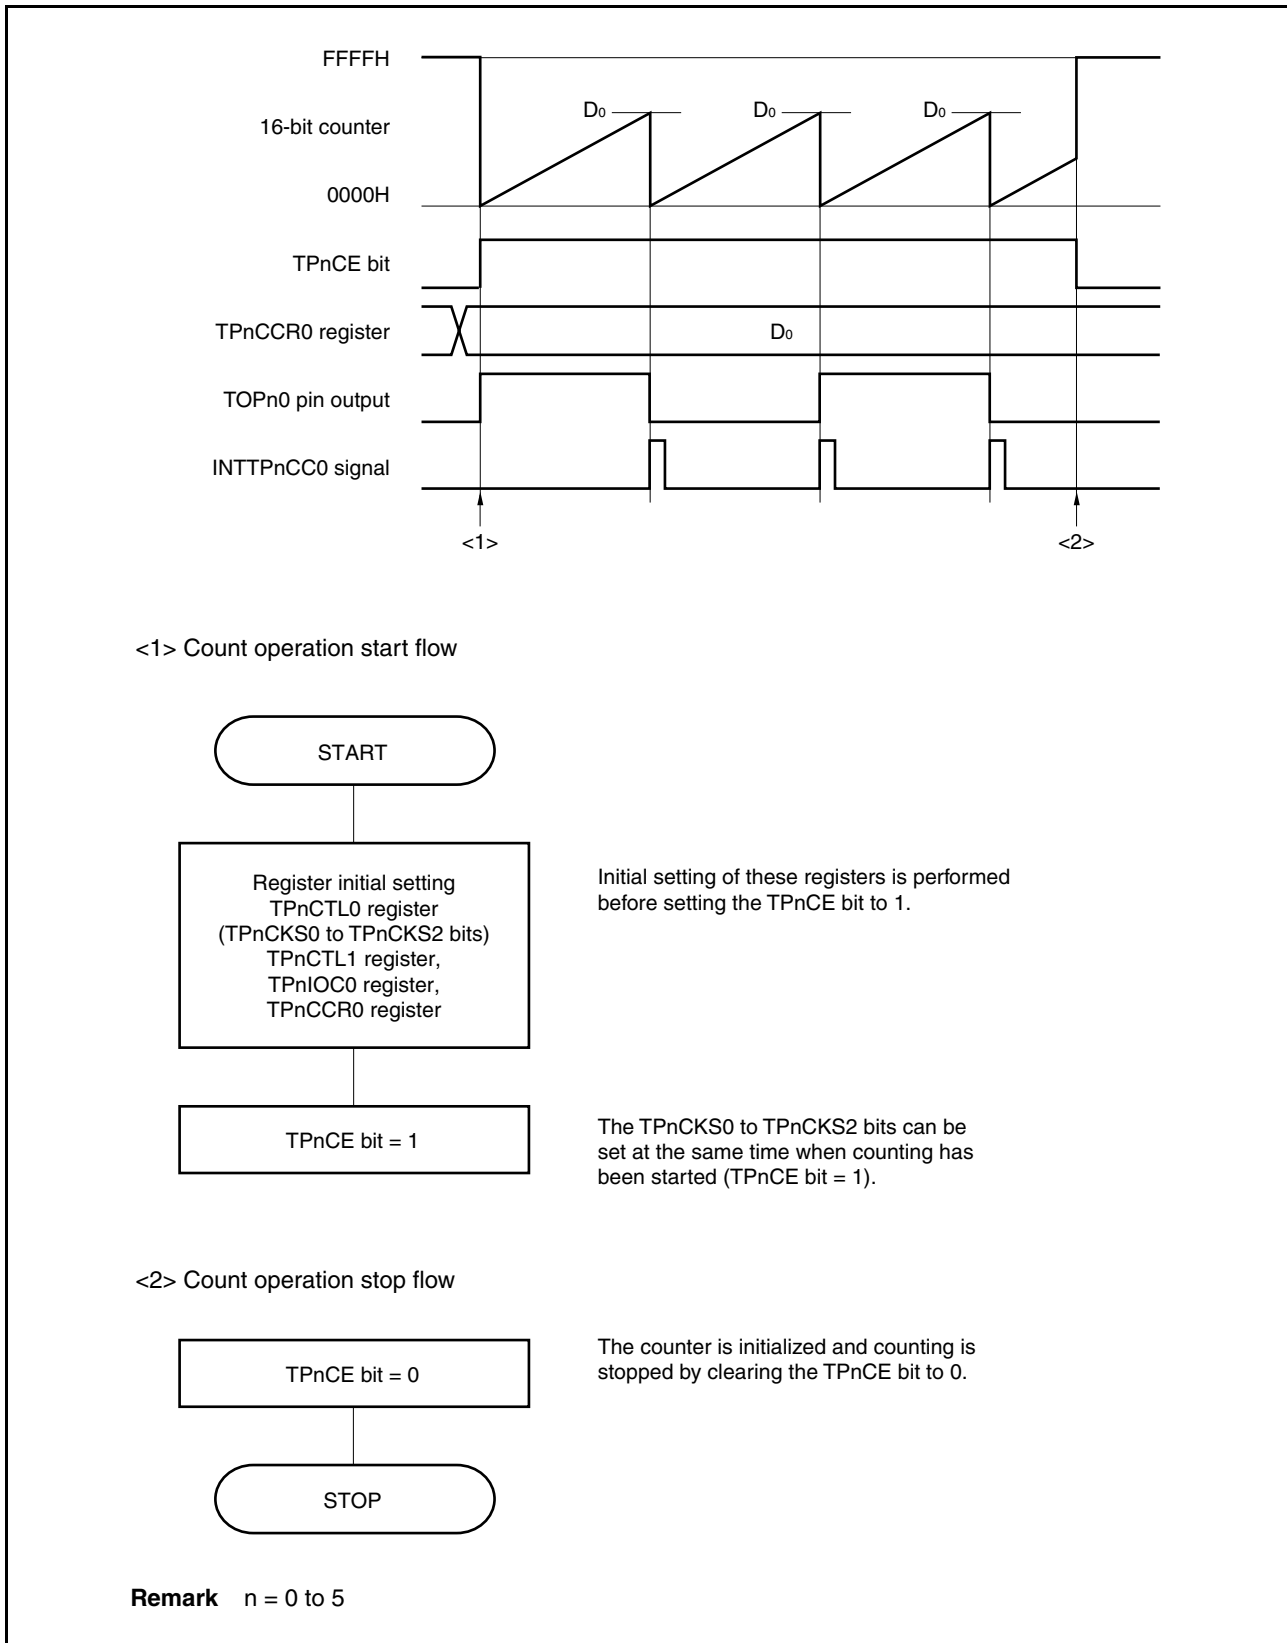 FFFFH
D0 D0 D0
16-bit counter
0000H
TPnCE bit
TPnCCR0 register D0
TOPn0 pin output
INTTPnCC0 signal
<1> <2>
<1> Count operation start flow
START
Register initial setting
TPnCTL0 register
(TPnCKS0 to TPnCKS2 bits)
TPnCTL1 register,
TPnIOC0 register,
TPnCCR0 register
Initial setting of these registers is performed
before setting the TPnCE bit to 1.
TPnCE bit = 1
The TPnCKS0 to TPnCKS2 bits can be
set at the same time when counting has
been started (TPnCE bit = 1).
<2> Count operation stop flow
TPnCE bit = 0
The counter is initialized and counting is
stopped by clearing the TPnCE bit to 0.
STOP
Remark n = 0 to 5